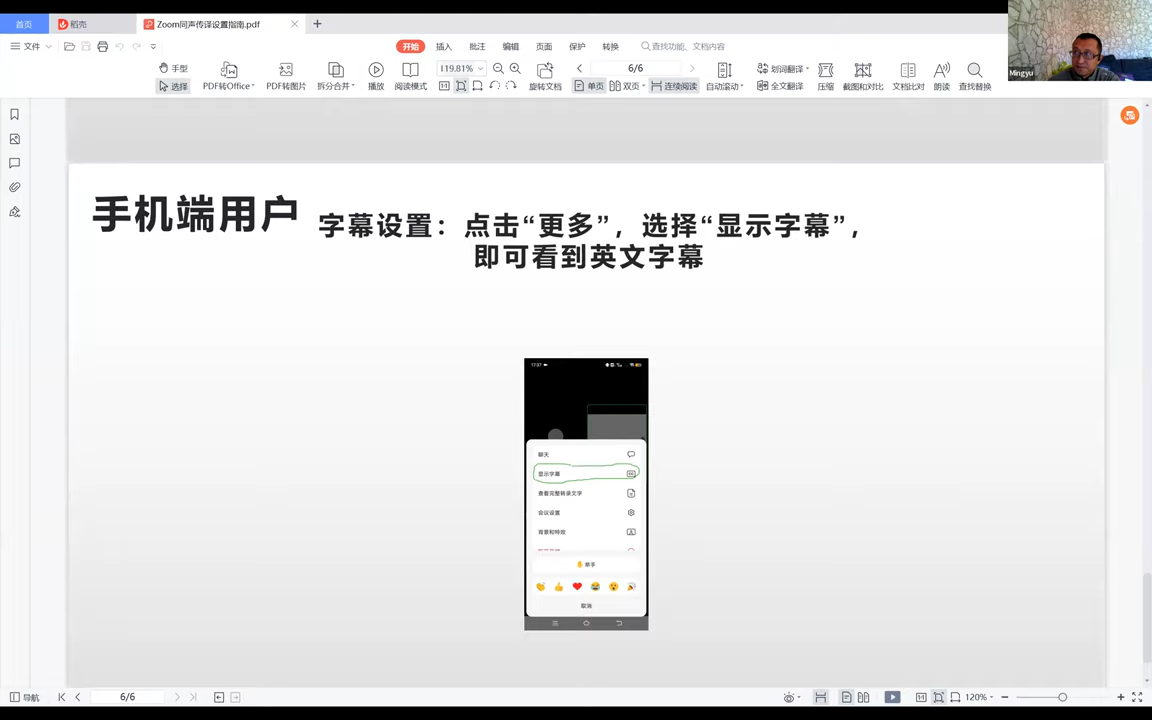 首页
稻壳
Zoom同声传译设置指南.pdf
文件
开始
插入
批注
编辑
页面
保护
转换
查找功能、文档内容
Mingyu
手型
选择
PDF转Office
PDF转图片
拆分合并
播放
阅读模式
119.81%
旋转文档
6/6
单页
双页
连续阅读
自动滚动
划词翻译
全文翻译
压缩
截图和对比
文档比对
朗读
查找替换
手机端用户
字幕设置：点击“更多”，选择“显示字幕”，
即可看到英文字幕
17:37
聊天
显示字幕
查看完整转录文字
会议设置
背景和特效
举手
取消
导航
6/6
120%